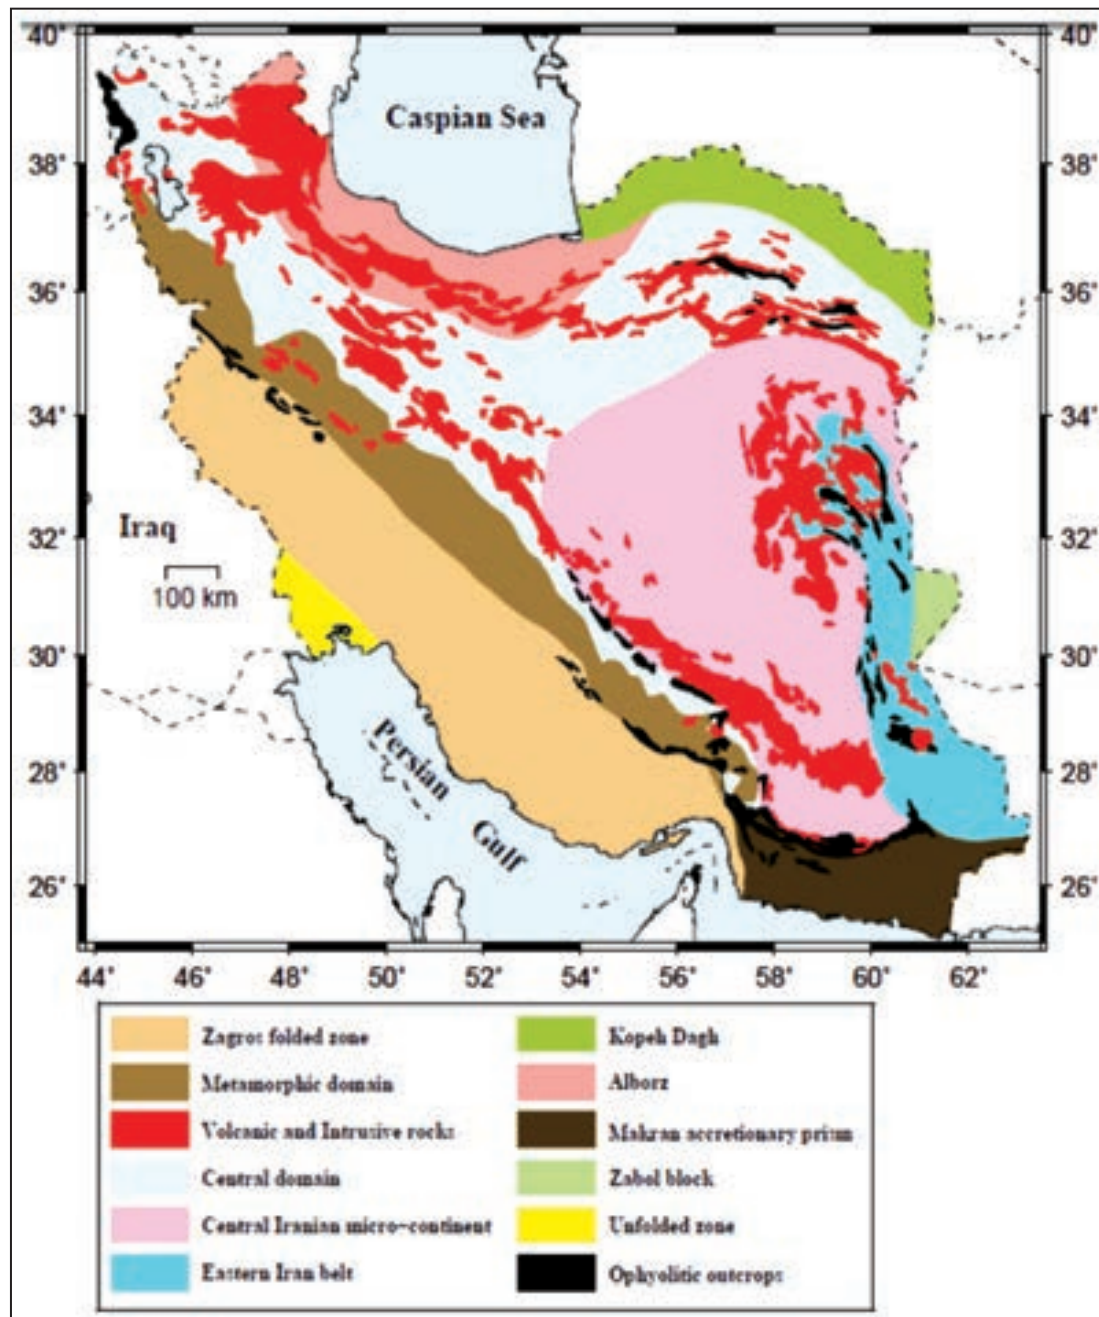 40° 40°
Caspian Sea
38° 38°
36° 36°
34° 34°
Iraq
32° 32°
100 km
30° 30°
Persian
Gulf
28° 28°
26° 26°
44° 46° 48° 50° 52° 54° 56° 58° 60° 62°
Zagros folded zone
Metamorphic domain
Volcanic and Intrusive rocks
Central domain
Central Iranian micro-continent
Eastern Iran belt
Kopeh Dagh
Alborz
Makran accretionary prism
Zabol block
Unfolded zone
Ophyolitic outcrops